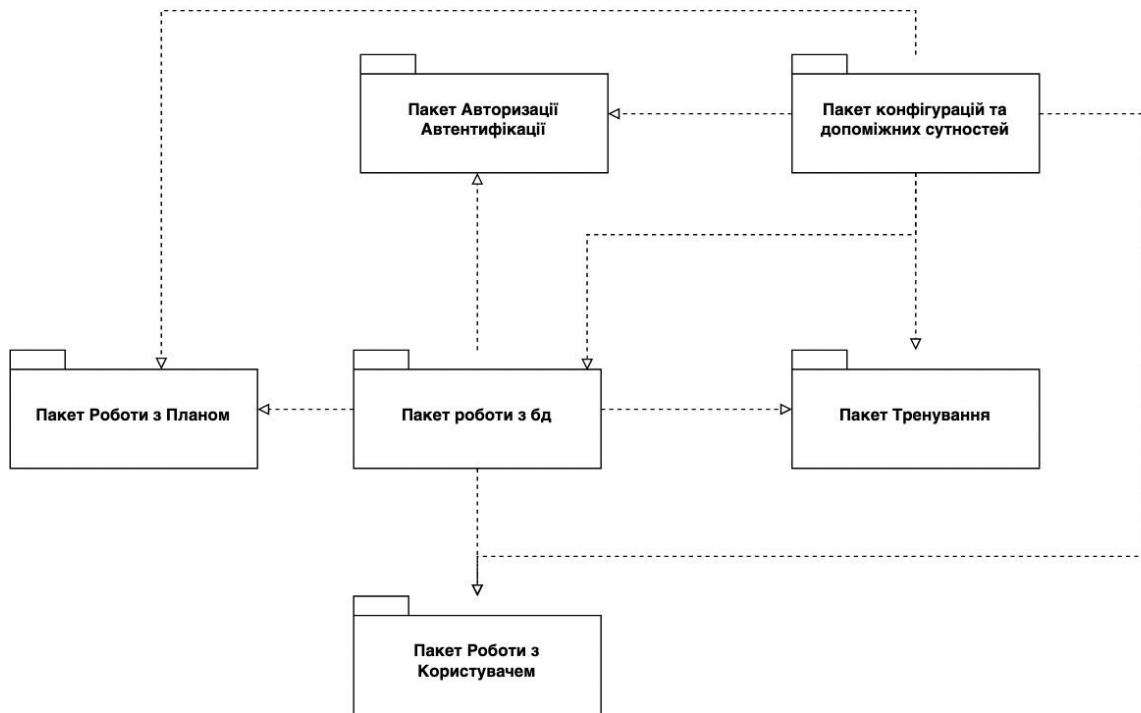 Пакет Авторизації
Автентифікації
Пакет конфігурацій та
допоміжних сутностей
Пакет Роботи з Планом
Пакет роботи з бд
Пакет Тренування
Пакет Роботи з
Користувачем